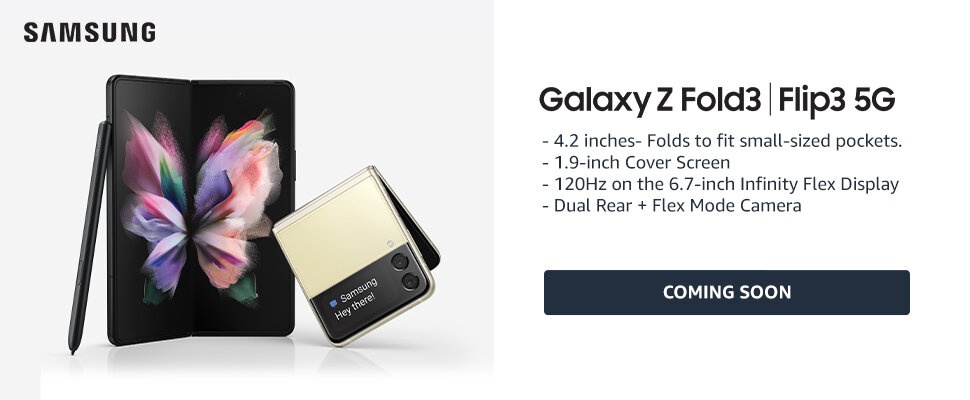 SAMSUNG
Galaxy Z Fold3 | Flip3 5G
- 4.2 inches- Folds to fit small-sized pockets.
- 1.9-inch Cover Screen
- 120Hz on the 6.7-inch Infinity Flex Display
- Dual Rear + Flex Mode Camera
COMING SOON
Samsung
Hey there!